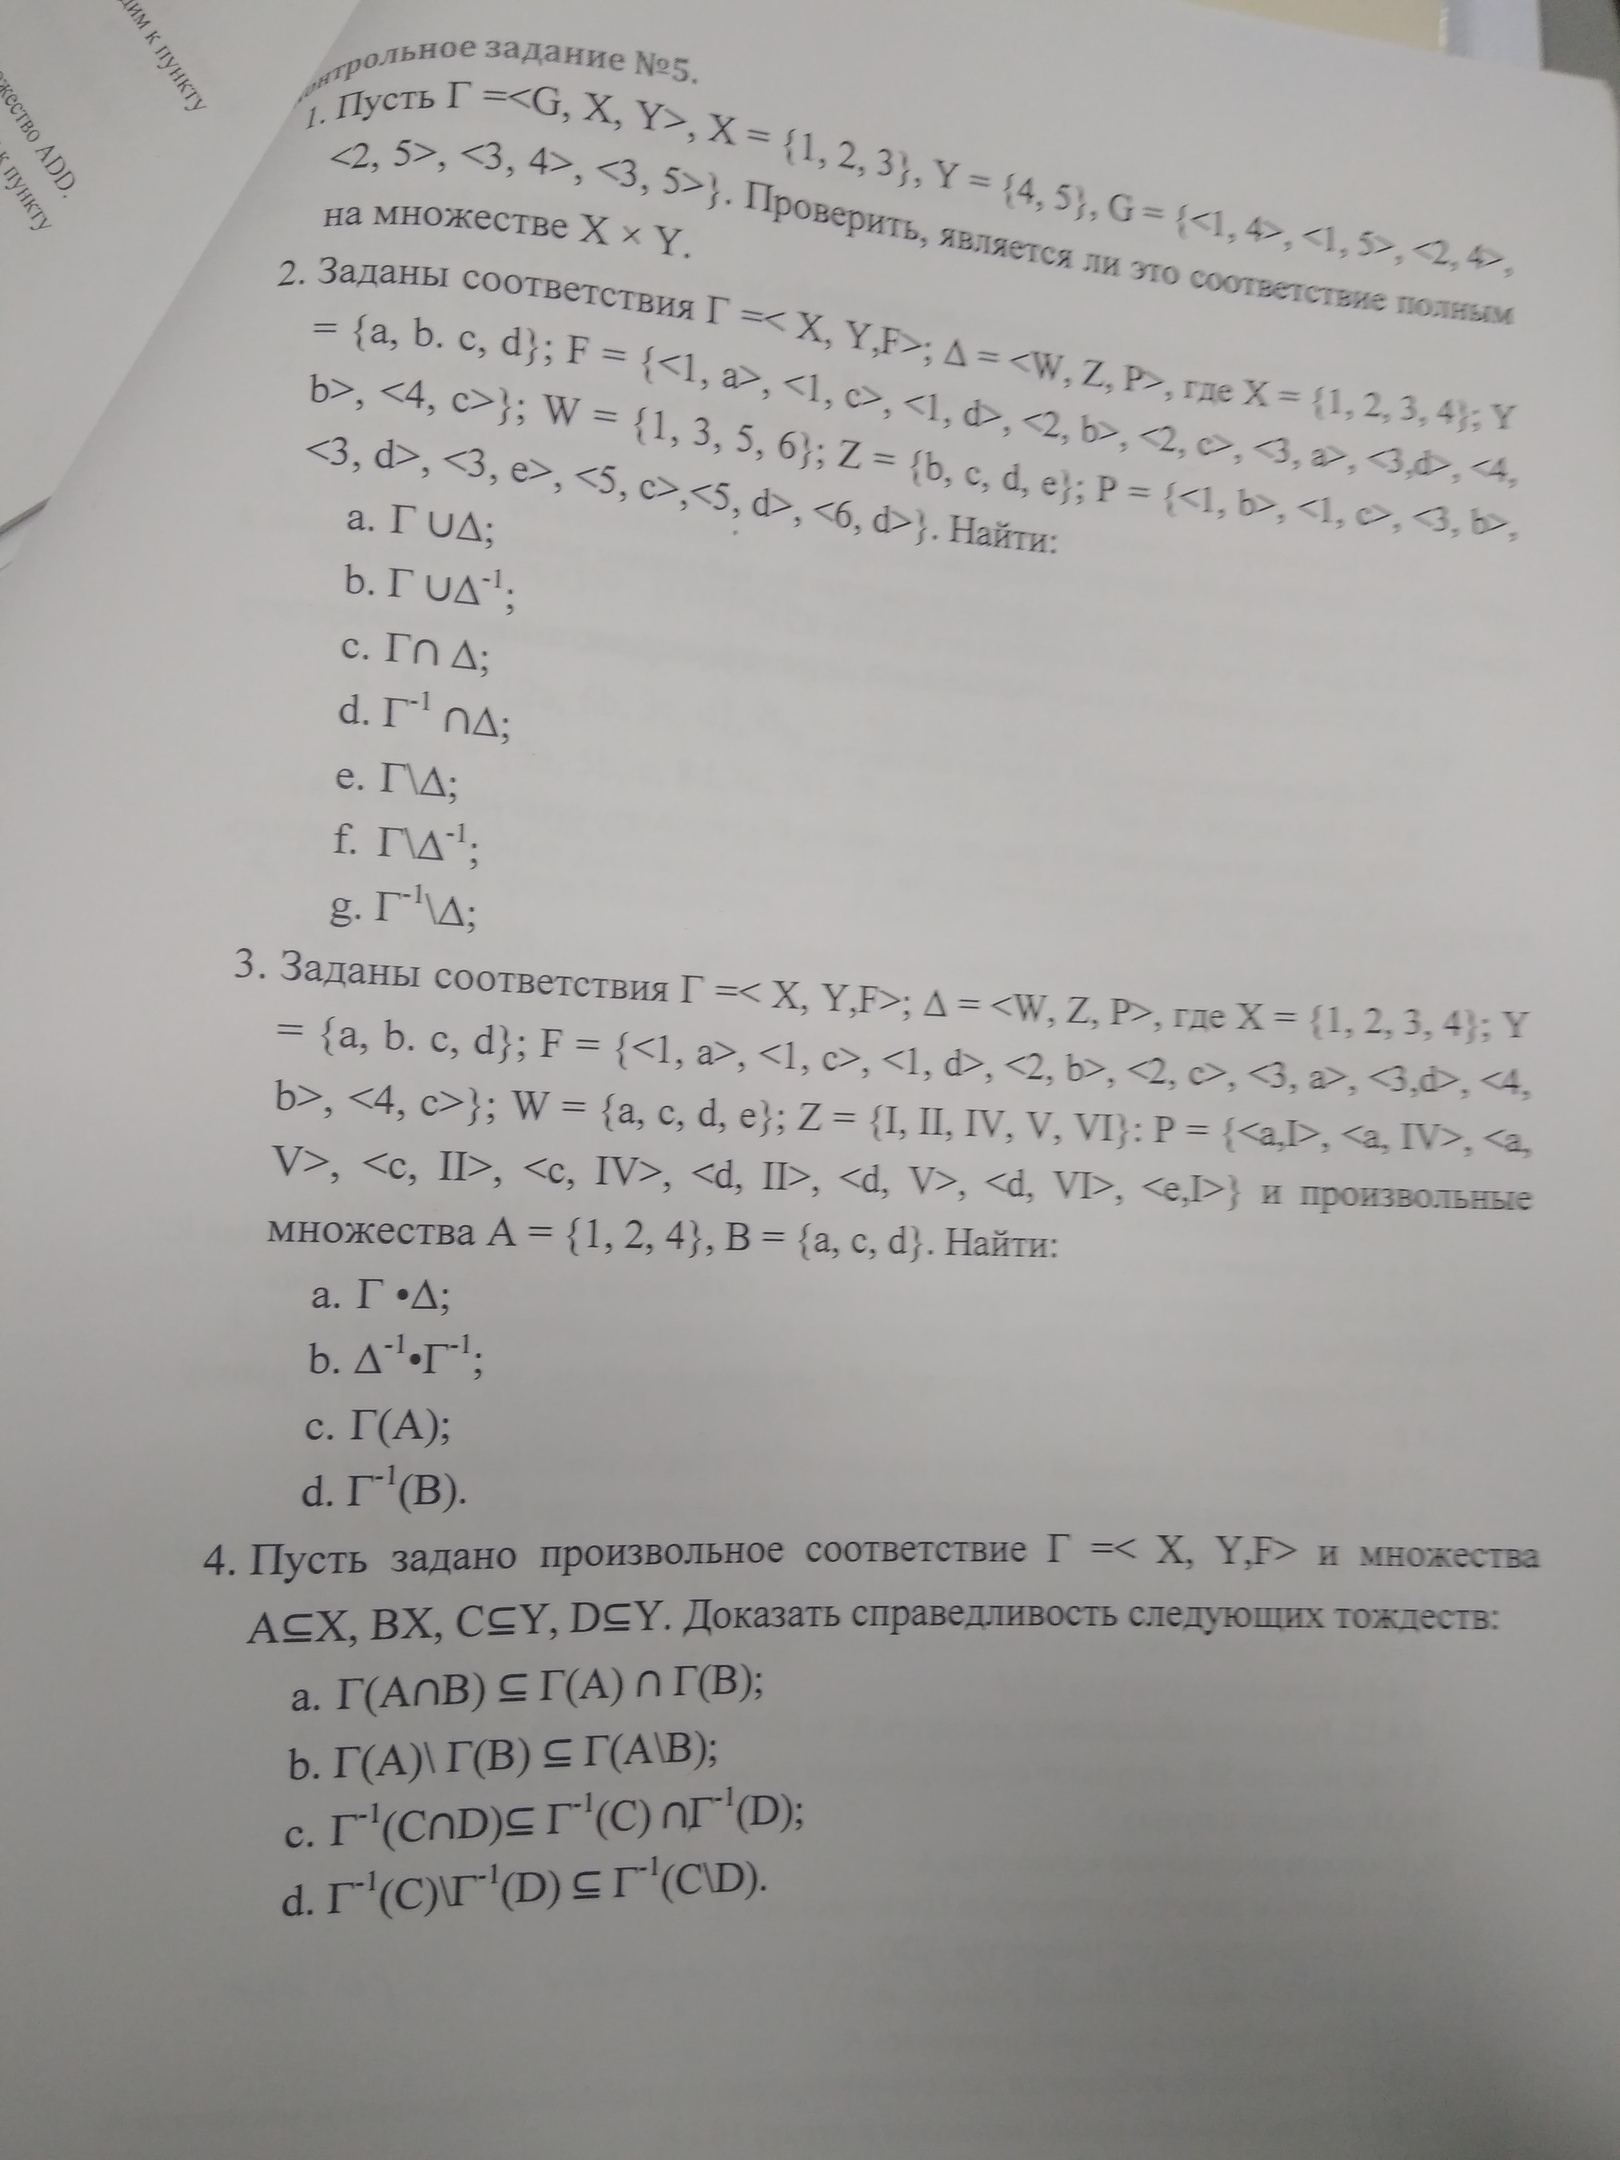 дим к пункту
жество ADD.
к пункту
онтрольное задание №5.
1. Пусть Г =<G, X, Y>, X = {1, 2, 3}, Y = {4, 5}, G = {<1, 4>, <1, 5>, <2, 4>,
<2, 5>, <3, 4>, <3, 5>}. Проверить, является ли это соответствие полным
на множестве X × Y.
2. Заданы соответствия Г =< X, Y,F>; Δ = <W, Z, P>, где X = {1, 2, 3, 4}; Y
= {a, b. c, d}; F = {<1, a>, <1, c>, <1, d>, <2, b>, <2, c>, <3, a>, <3,d>, <4,
b>, <4, c>}; W = {1, 3, 5, 6}; Z = {b, c, d, e}; P = {<1, b>, <1, c>, <3, b>,
<3, d>, <3, e>, <5, c>,<5, d>, <6, d>}. Найти:
a. Г ∪Δ;
b. Г ∪Δ⁻¹;
c. Г∩ Δ;
d. Г⁻¹ ∩Δ;
e. Г\Δ;
f. Г\Δ⁻¹;
g. Г⁻¹\Δ;
3. Заданы соответствия Г =< X, Y,F>; Δ = <W, Z, P>, где X = {1, 2, 3, 4}; Y
= {a, b. c, d}; F = {<1, a>, <1, c>, <1, d>, <2, b>, <2, c>, <3, a>, <3,d>, <4,
b>, <4, c>}; W = {a, c, d, e}; Z = {I, II, IV, V, VI}: P = {<a,I>, <a, IV>, <a,
V>, <c, II>, <c, IV>, <d, II>, <d, V>, <d, VI>, <e,I>} и произвольные
множества A = {1, 2, 4}, B = {a, c, d}. Найти:
a. Г •Δ;
b. Δ⁻¹•Г⁻¹;
c. Г(A);
d. Г⁻¹(B).
4. Пусть задано произвольное соответствие Г =< X, Y,F> и множества
A⊆X, BX, C⊆Y, D⊆Y. Доказать справедливость следующих тождеств:
a. Г(A∩B) ⊆ Г(A) ∩ Г(B);
b. Г(A)\ Г(B) ⊆ Г(A\B);
c. Г⁻¹(C∩D)⊆ Г⁻¹(C) ∩Г⁻¹(D);
d. Г⁻¹(C)\Г⁻¹(D) ⊆ Г⁻¹(C\D).